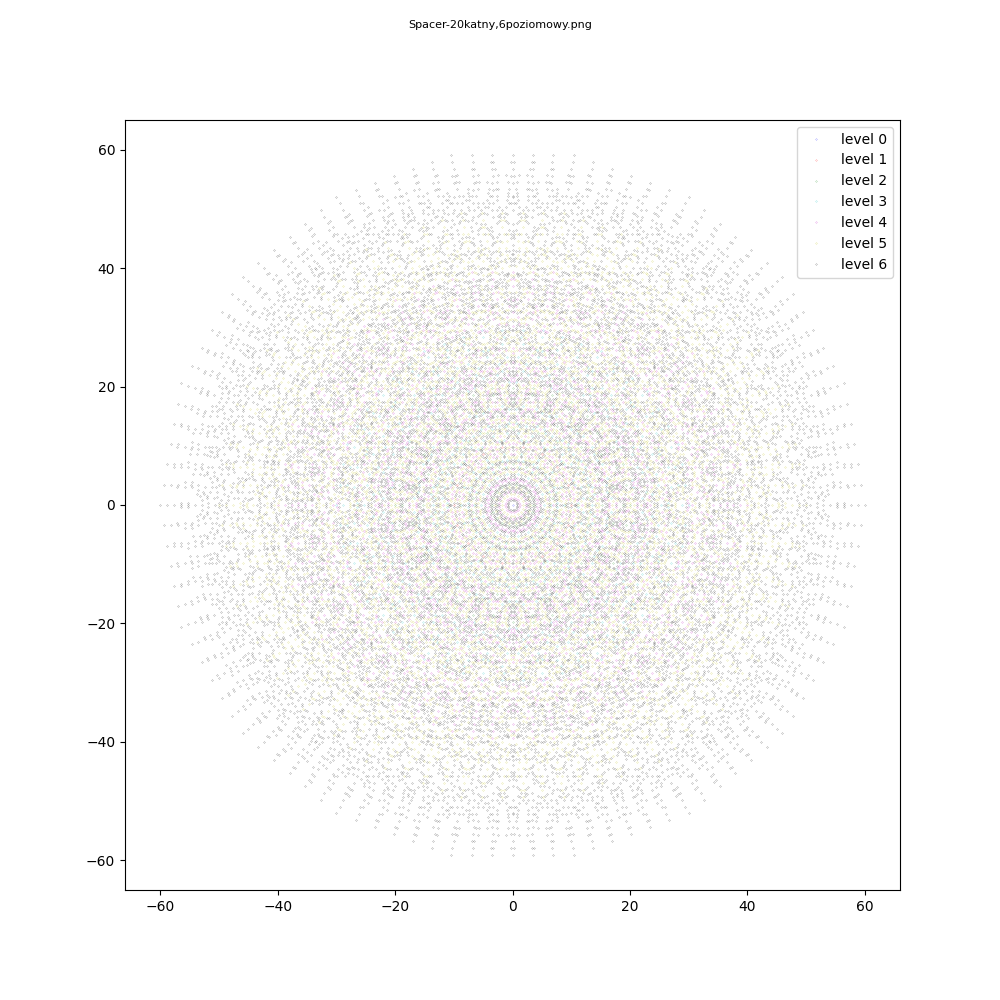 Spacer-20katny,6poziomowy.png
level 0
level 1
level 2
level 3
level 4
level 5
level 6
60
40
20
0
−20
−40
−60
−60 −40 −20 0 20 40 60